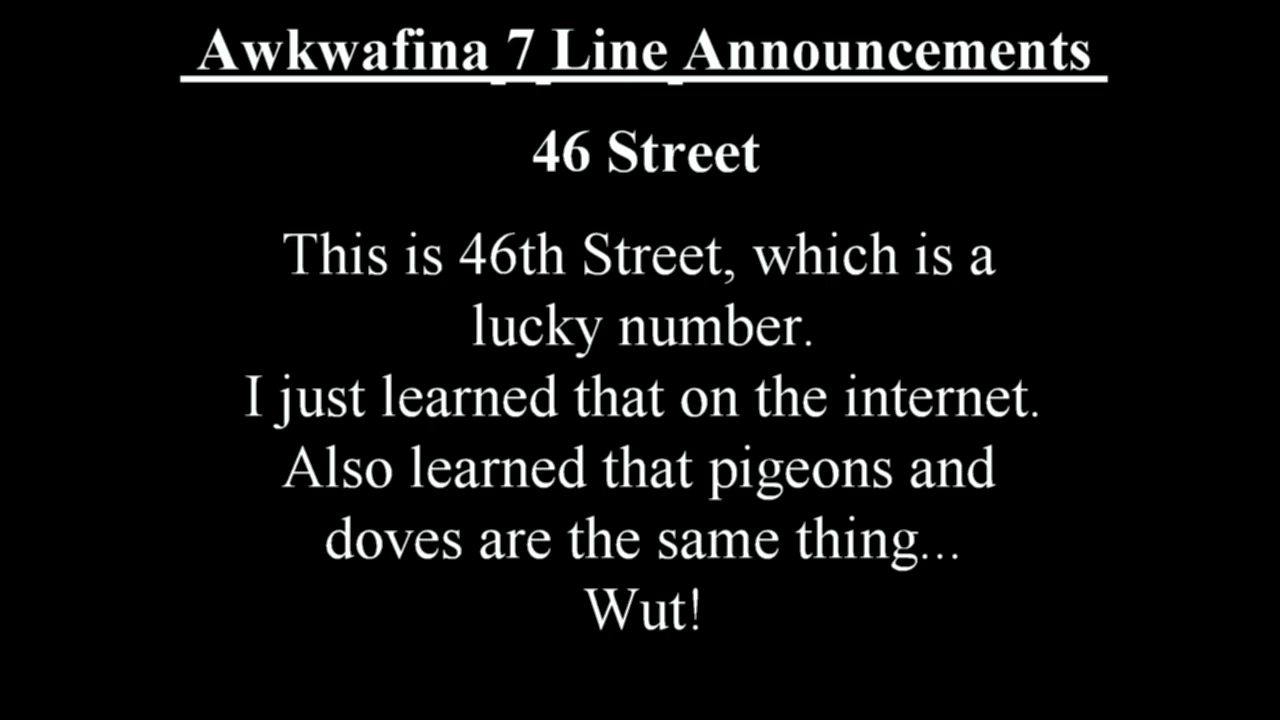 Awkwafina 7 Line Announcements
46 Street
This is 46th Street, which is a
lucky number.
I just learned that on the internet.
Also learned that pigeons and
doves are the same thing...
Wut!